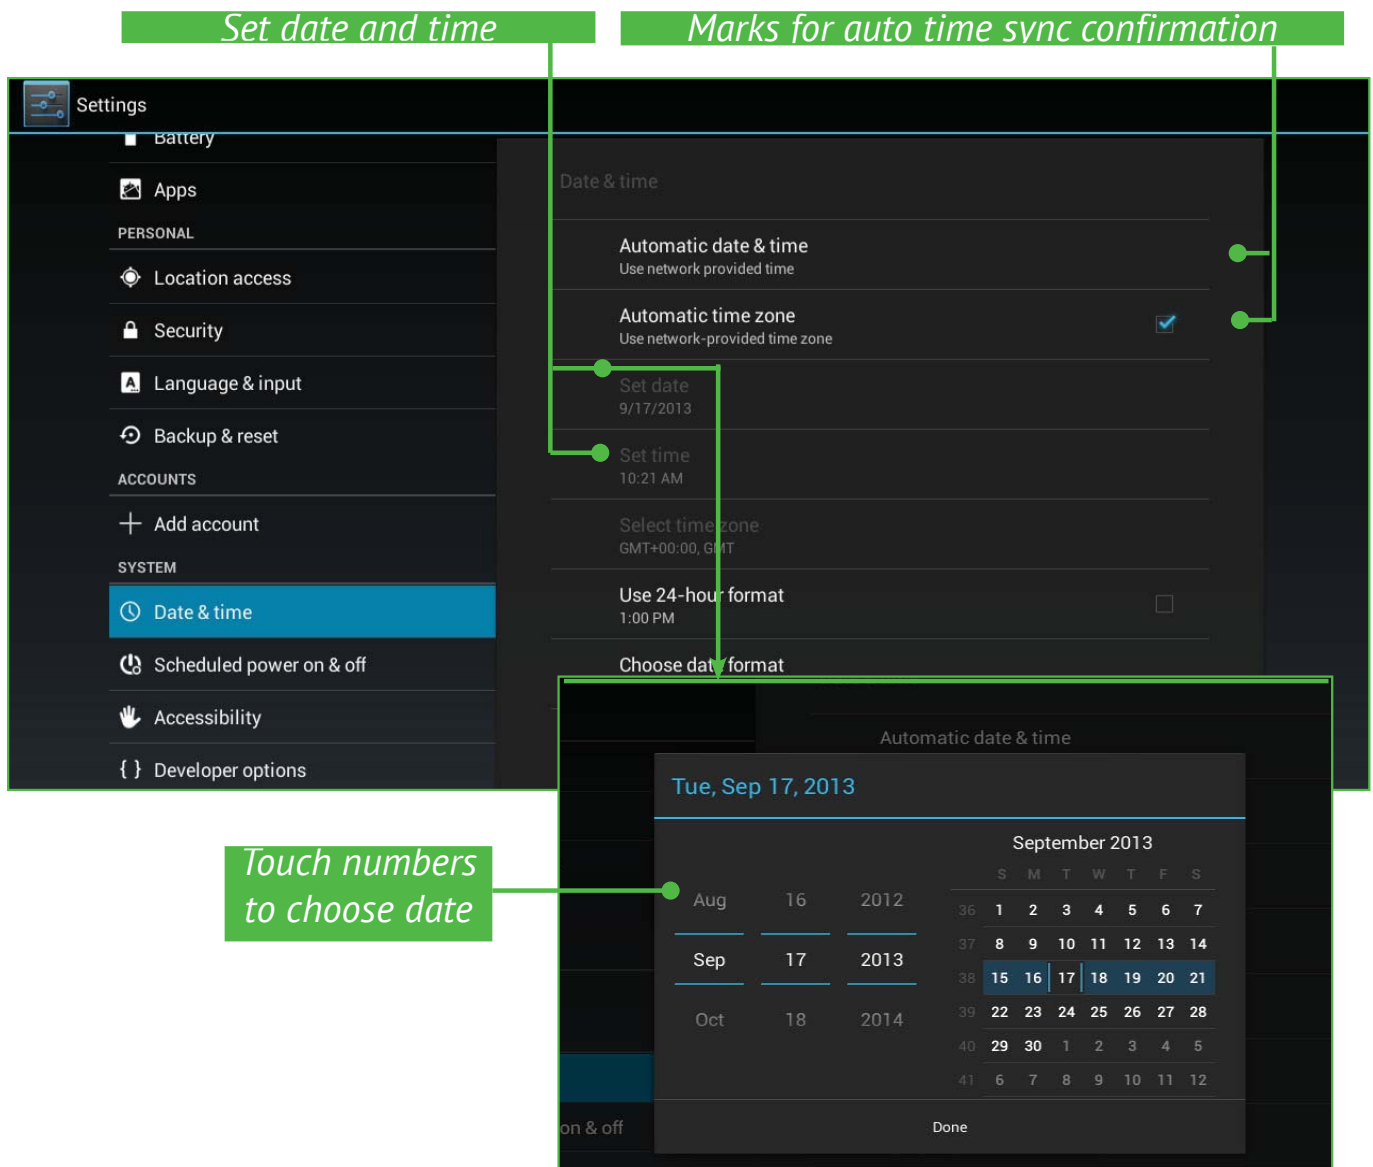 Set date and time
Marks for auto time sync confirmation
Settings
Battery
Apps
PERSONAL
Location access
Security
Language & input
Backup & reset
ACCOUNTS
Add account
SYSTEM
Date & time
Scheduled power on & off
Accessibility
{ } Developer options
Date & time
Automatic date & time
Use network provided time
Automatic time zone
Use network-provided time zone
Set date
9/17/2013
Set time
10:21 AM
Select time zone
GMT+00:00, GMT
Use 24-hour format
1:00 PM
Choose date format
Touch numbers
to choose date
Automatic date & time
Tue, Sep 17, 2013
Aug 16 2012
Sep 17 2013
Oct 18 2014
September 2013
S M T W T F S
36 1 2 3 4 5 6 7
37 8 9 10 11 12 13 14
38 15 16 17 18 19 20 21
39 22 23 24 25 26 27 28
40 29 30 1 2 3 4 5
41 6 7 8 9 10 11 12
on & off
Done